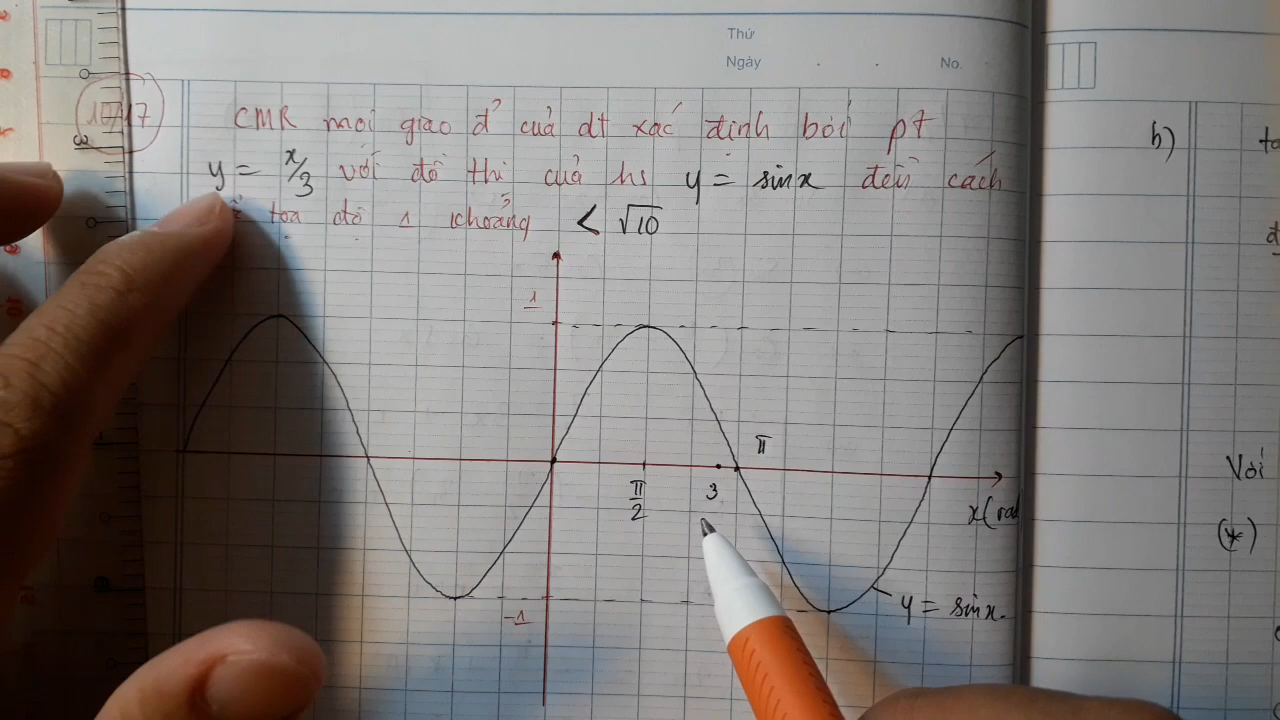 Thứ
Ngày . . No.
CMR mọi giao đ' của đt xác định bởi pt
y = x/3 với đồ thị của hs y = sinx đều cách
tọa độ 1 khoảng < √10
1
π
π/2
3
x(rad
-1
y = sinx.
b)
Với
(*)